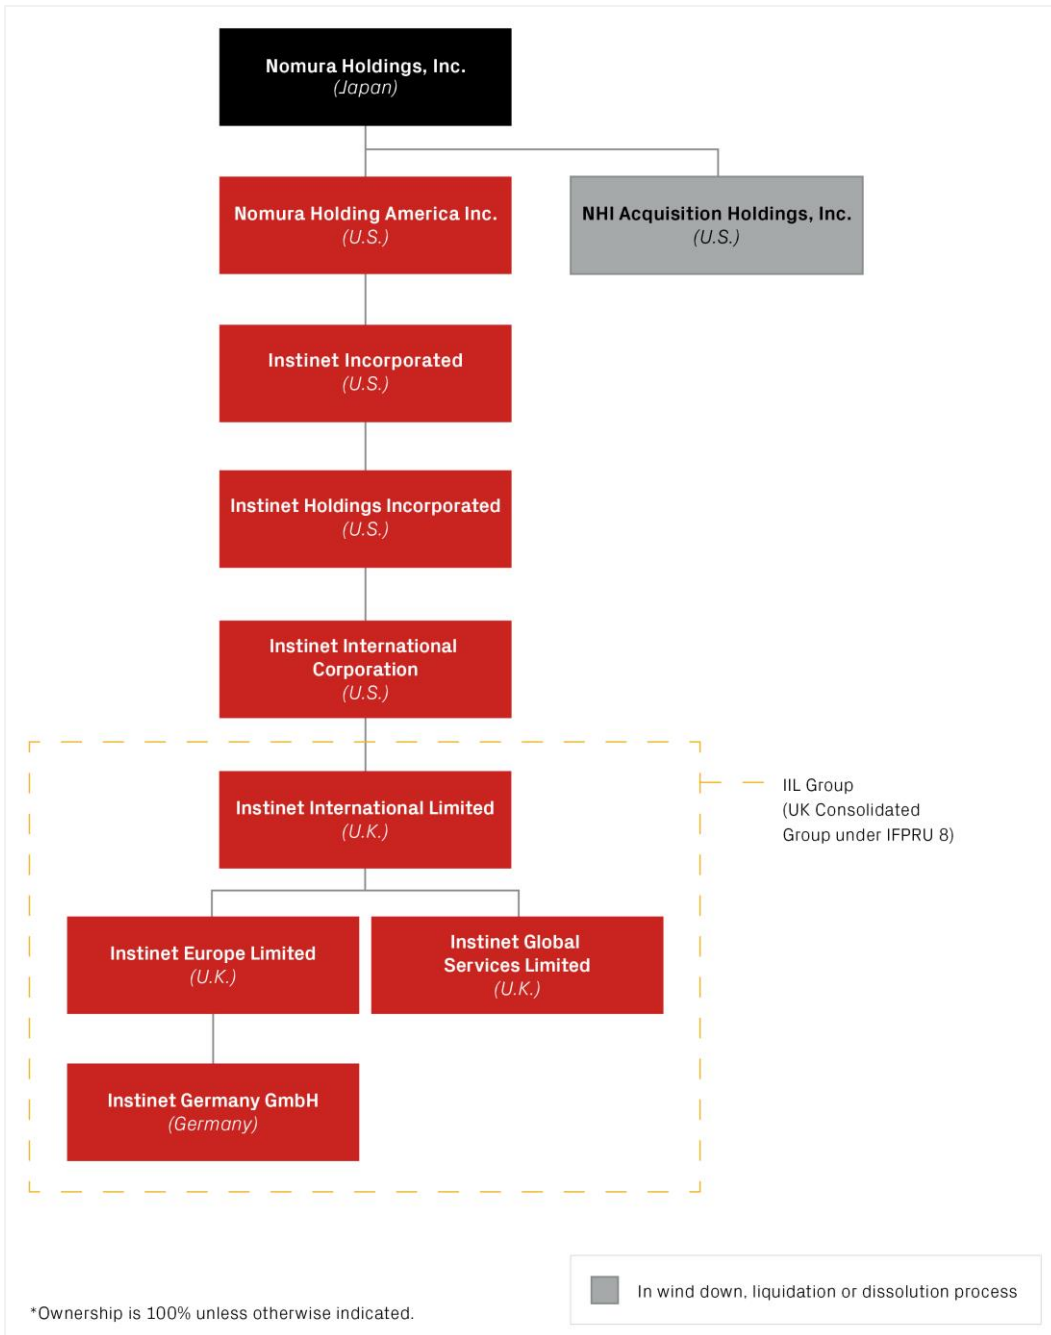 Nomura Holdings, Inc.
(Japan)
Nomura Holding America Inc.
(U.S.)
NHI Acquisition Holdings, Inc.
(U.S.)
Instinet Incorporated
(U.S.)
Instinet Holdings Incorporated
(U.S.)
Instinet International
Corporation
(U.S.)
IIL Group
(UK Consolidated
Group under IFPRU 8)
Instinet International Limited
(U.K.)
Instinet Europe Limited
(U.K.)
Instinet Global
Services Limited
(U.K.)
Instinet Germany GmbH
(Germany)
In wind down, liquidation or dissolution process
*Ownership is 100% unless otherwise indicated.